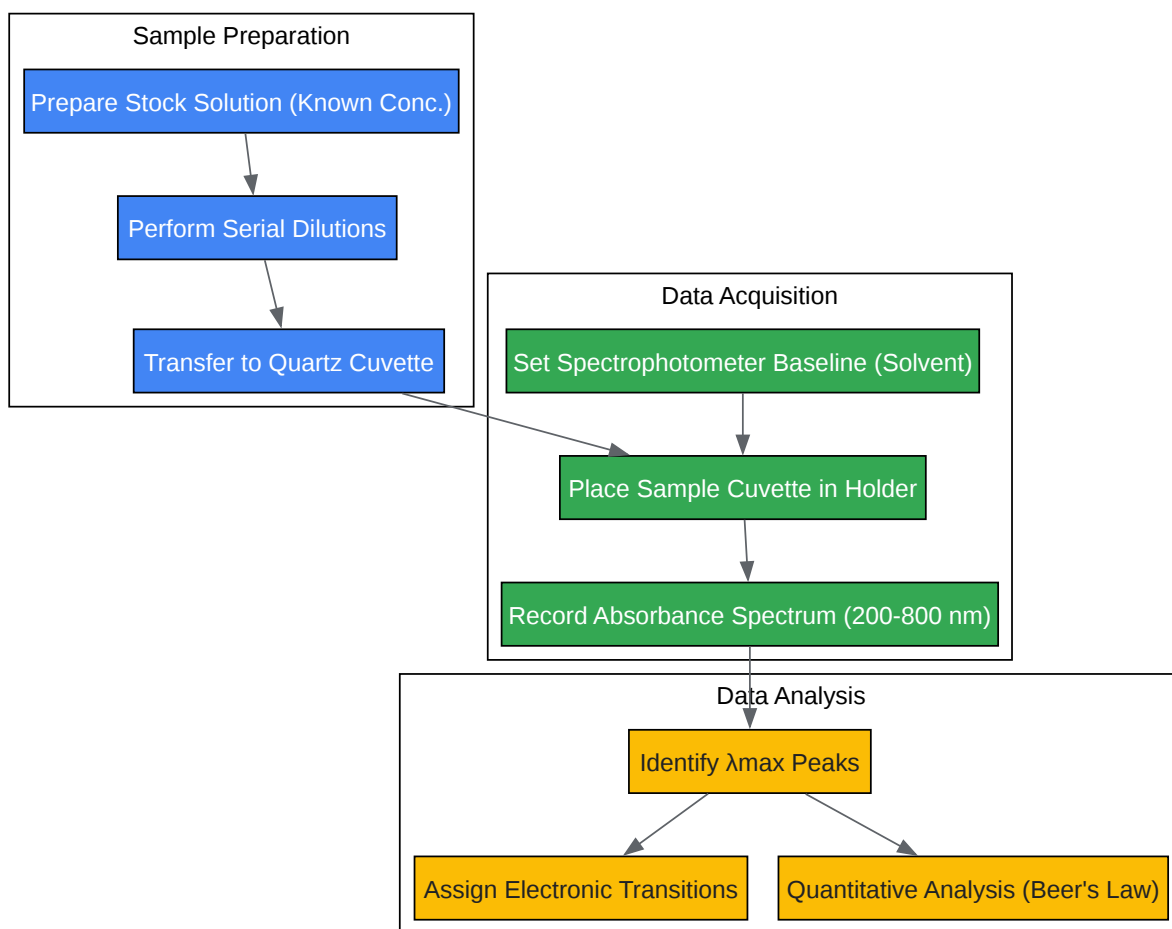 Sample Preparation
Prepare Stock Solution (Known Conc.)
Perform Serial Dilutions
Transfer to Quartz Cuvette
Data Acquisition
Set Spectrophotometer Baseline (Solvent)
Place Sample Cuvette in Holder
Record Absorbance Spectrum (200-800 nm)
Data Analysis
Identify λmax Peaks
Assign Electronic Transitions
Quantitative Analysis (Beer's Law)